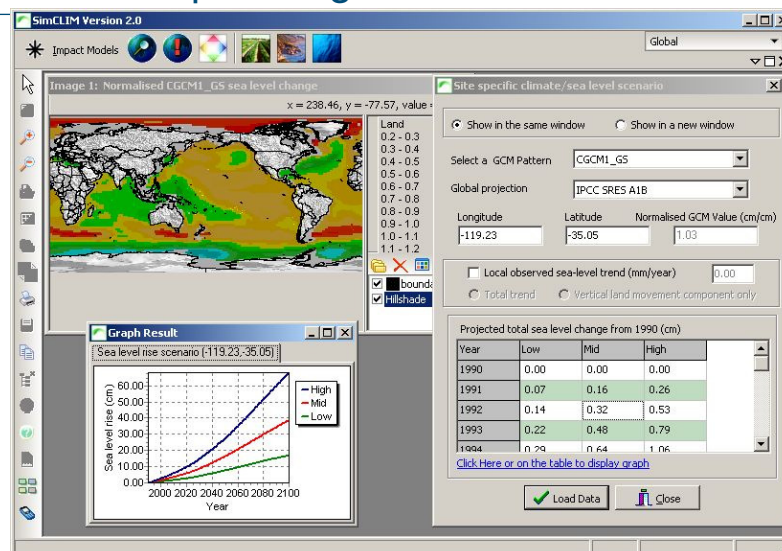 SimCLIM Version 2.0
Impact Models
Global
Image 1: Normalised CGCM1_GS sea level change
x = 238.46, y = -77.57, value =
Land
0.2 - 0.3
0.3 - 0.4
0.4 - 0.5
0.5 - 0.6
0.6 - 0.7
0.7 - 0.8
0.8 - 0.9
0.9 - 1.0
1.0 - 1.1
1.1 - 1.2
bounda
Hillshade
Graph Result
Sea level rise scenario (-119.23,-35.05)
Sea level rise (cm)
60.00
50.00
40.00
30.00
20.00
10.00
0.00
2000 2020 2040 2060 2080 2100
Year
High
Mid
Low
Site specific climate/sea level scenario
Show in the same window Show in a new window
Select a GCM Pattern CGCM1_GS
Global projection IPCC SRES A1B
Longitude Latitude Normalised GCM Value (cm/cm)
-119.23 -35.05 1.03
Local observed sea-level trend (mm/year) 0.00
Total trend Vertical land movement component only
Projected total sea level change from 1990 (cm)
Year Low Mid High
1990 0.00 0.00 0.00
1991 0.07 0.16 0.26
1992 0.14 0.32 0.53
1993 0.22 0.48 0.79
1994 0.29 0.64 1.06
Click Here or on the table to display graph
Load Data Close